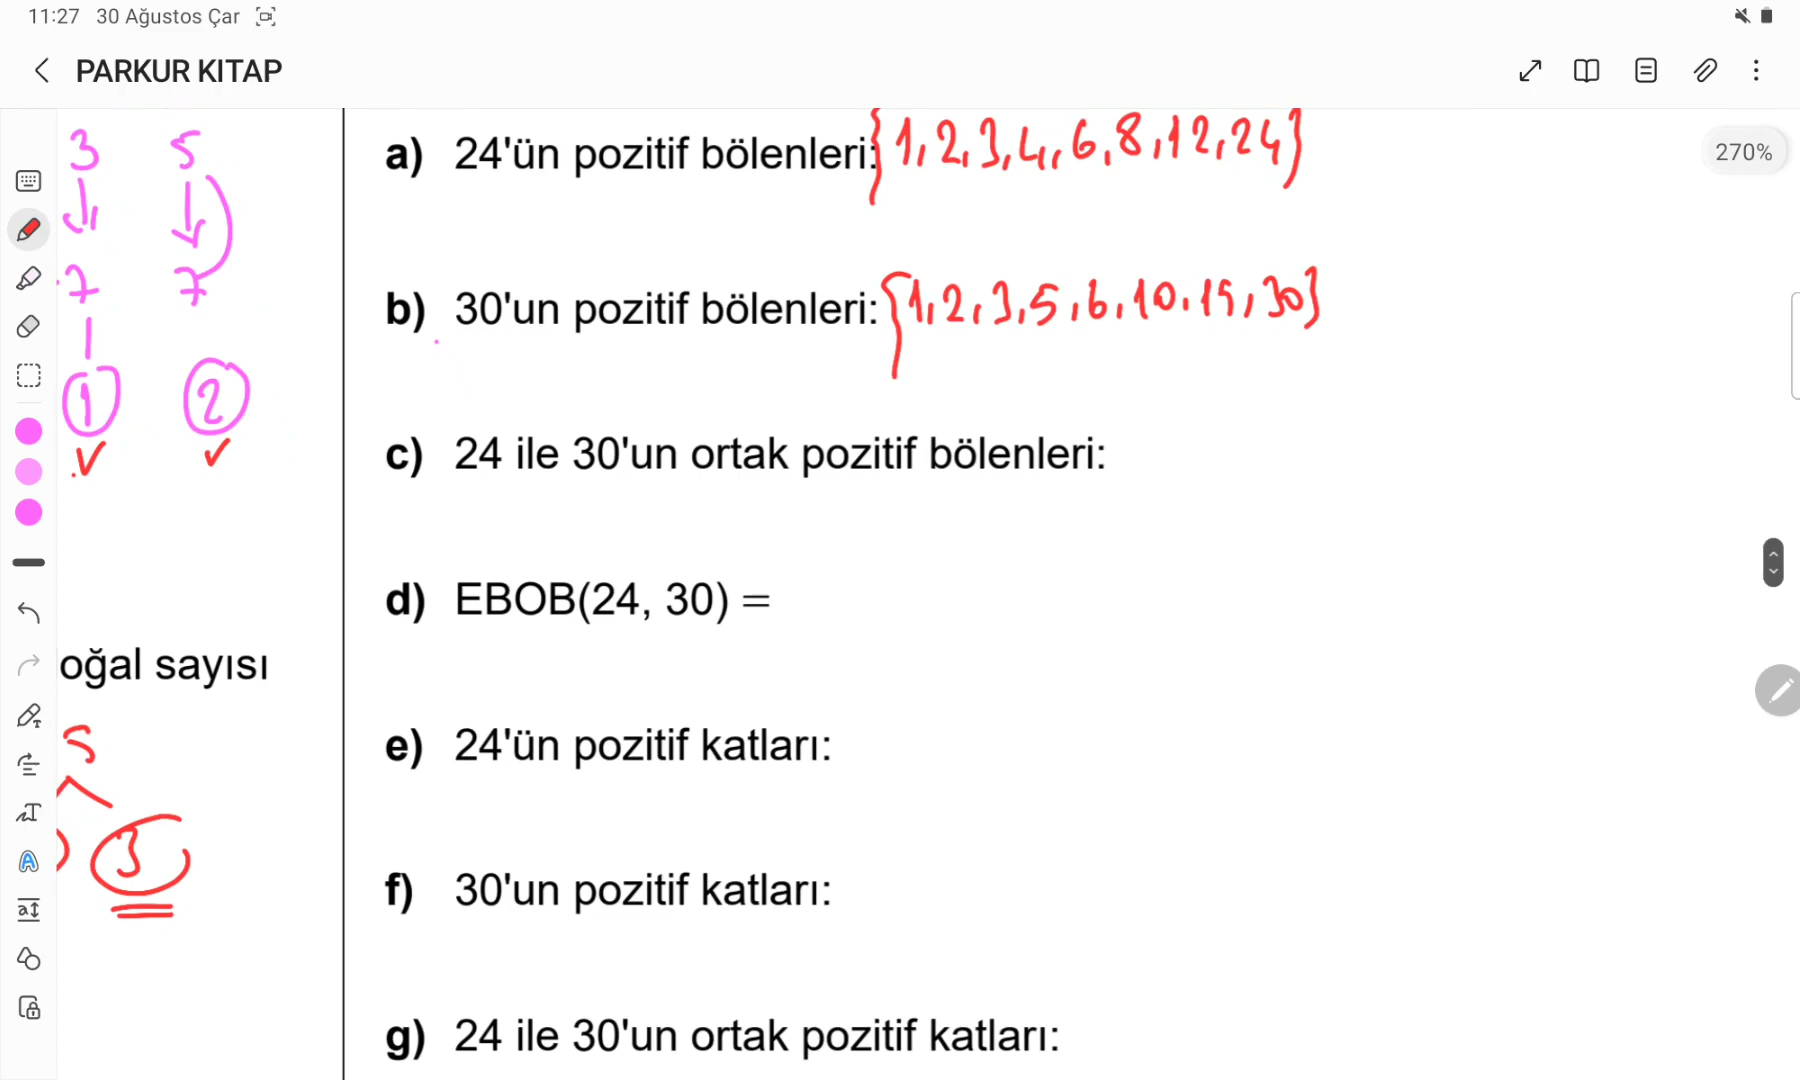 11:27 30 Ağustos Çar
PARKUR KITAP
270%
3 5
7 7
1 2
oğal sayısı
5
3
a) 24'ün pozitif bölenleri: {1, 2, 3, 4, 6, 8, 12, 24}
b) 30'un pozitif bölenleri: {1, 2, 3, 5, 6, 10, 15, 30}
c) 24 ile 30'un ortak pozitif bölenleri:
d) EBOB(24, 30) =
e) 24'ün pozitif katları:
f) 30'un pozitif katları:
g) 24 ile 30'un ortak pozitif katları: